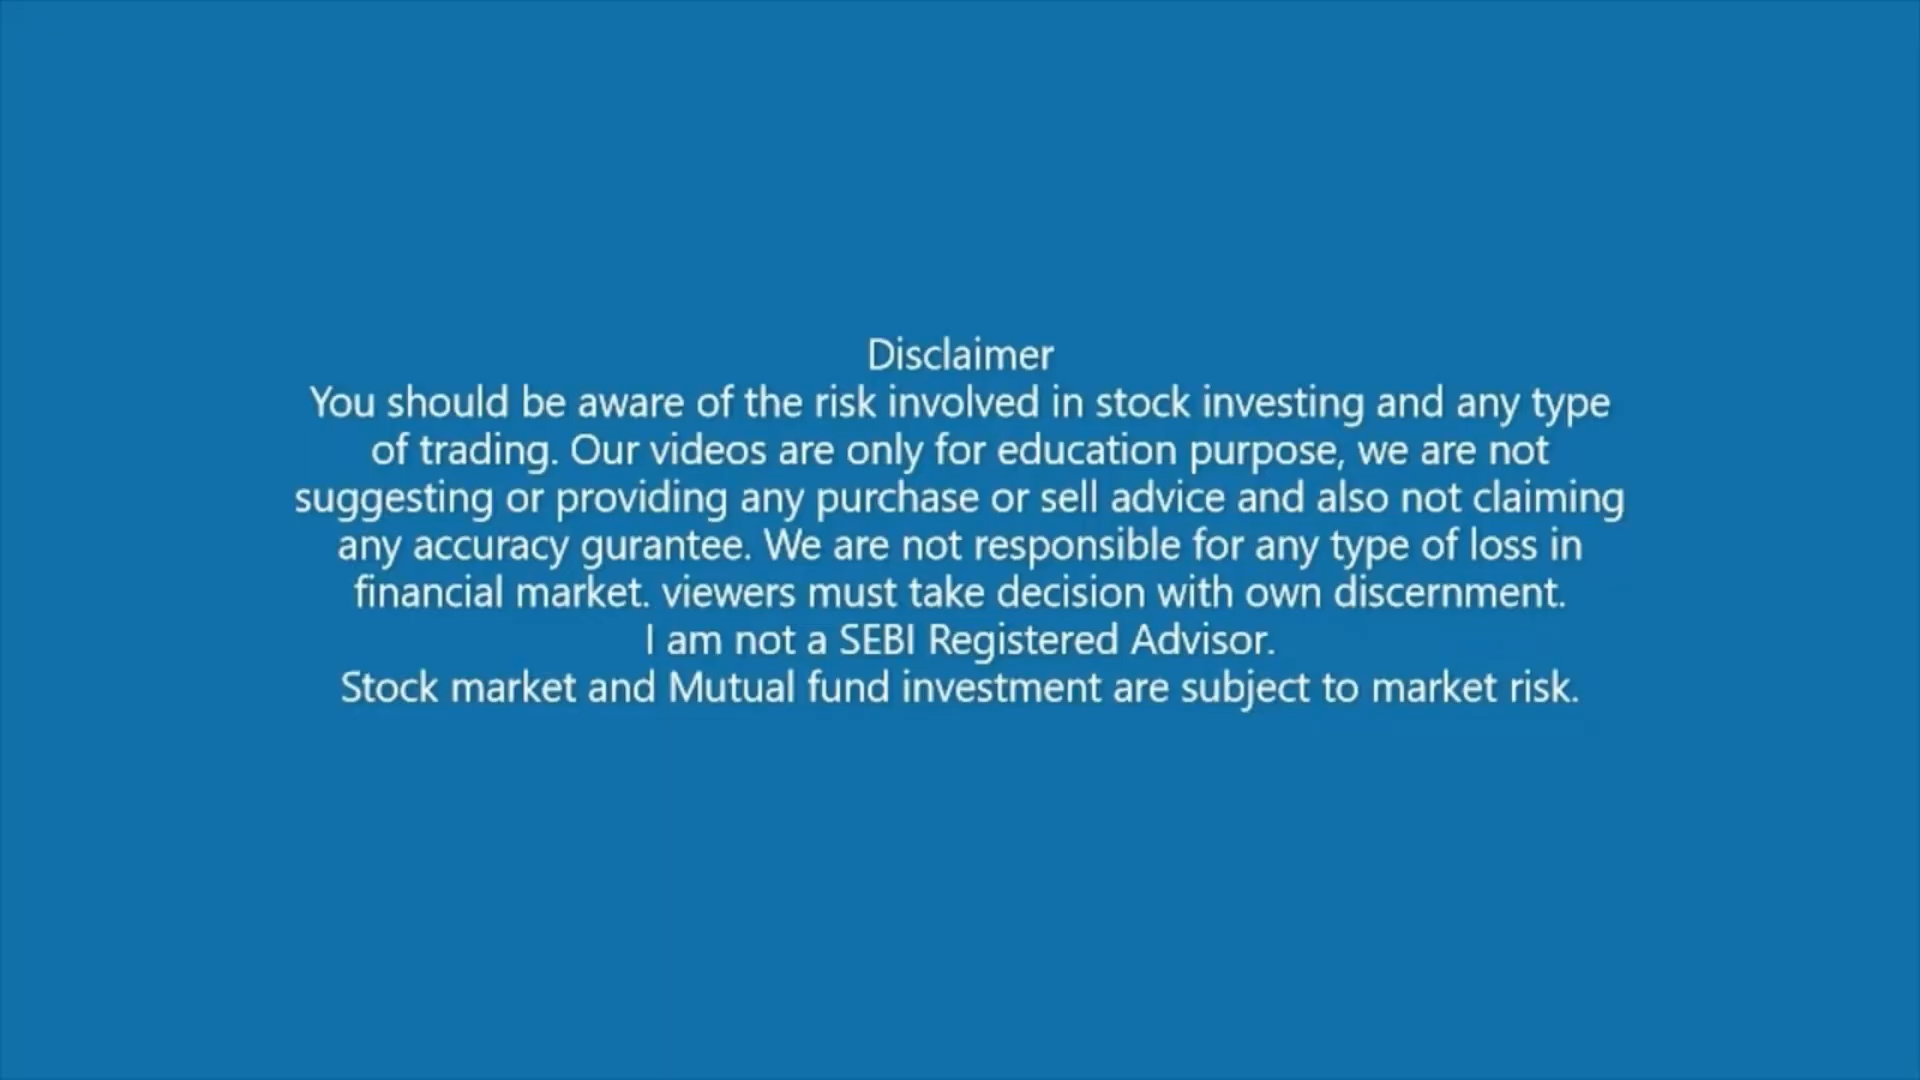 Disclaimer
You should be aware of the risk involved in stock investing and any type
of trading. Our videos are only for education purpose, we are not
suggesting or providing any purchase or sell advice and also not claiming
any accuracy gurantee. We are not responsible for any type of loss in
financial market. viewers must take decision with own discernment.
I am not a SEBI Registered Advisor.
Stock market and Mutual fund investment are subject to market risk.